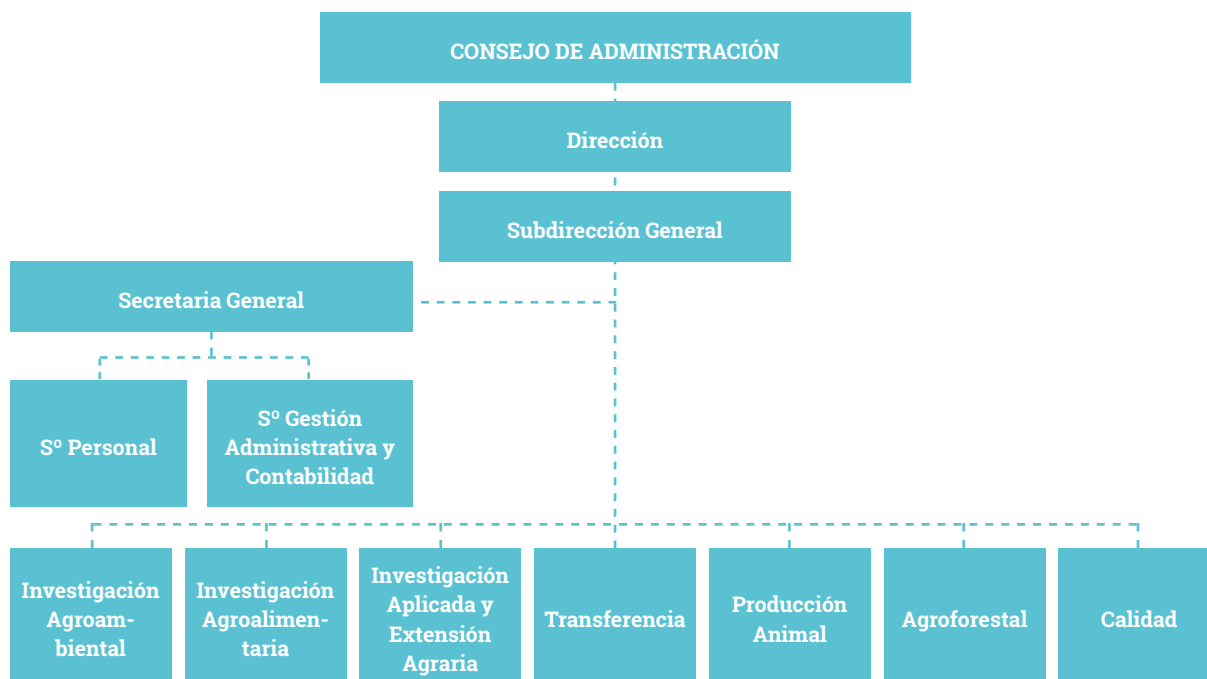 CONSEJO DE ADMINISTRACIÓN
Dirección
Subdirección General
Secretaria General
Sº Personal
Sº Gestión
Administrativa y
Contabilidad
Investigación
Agroam-
biental
Investigación
Agroalimen-
taria
Investigación
Aplicada y
Extensión
Agraria
Transferencia
Producción
Animal
Agroforestal
Calidad